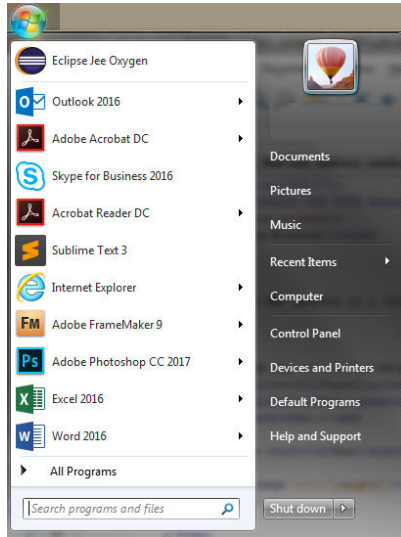 Eclipse Jee Oxygen
Outlook 2016
Adobe Acrobat DC
Skype for Business 2016
Acrobat Reader DC
Sublime Text 3
Internet Explorer
FM
Adobe FrameMaker 9
Ps
Adobe Photoshop CC 2017
Excel 2016
Word 2016
All Programs
Search programs and files
Documents
Pictures
Music
Recent Items
Computer
Control Panel
Devices and Printers
Default Programs
Help and Support
Shut down